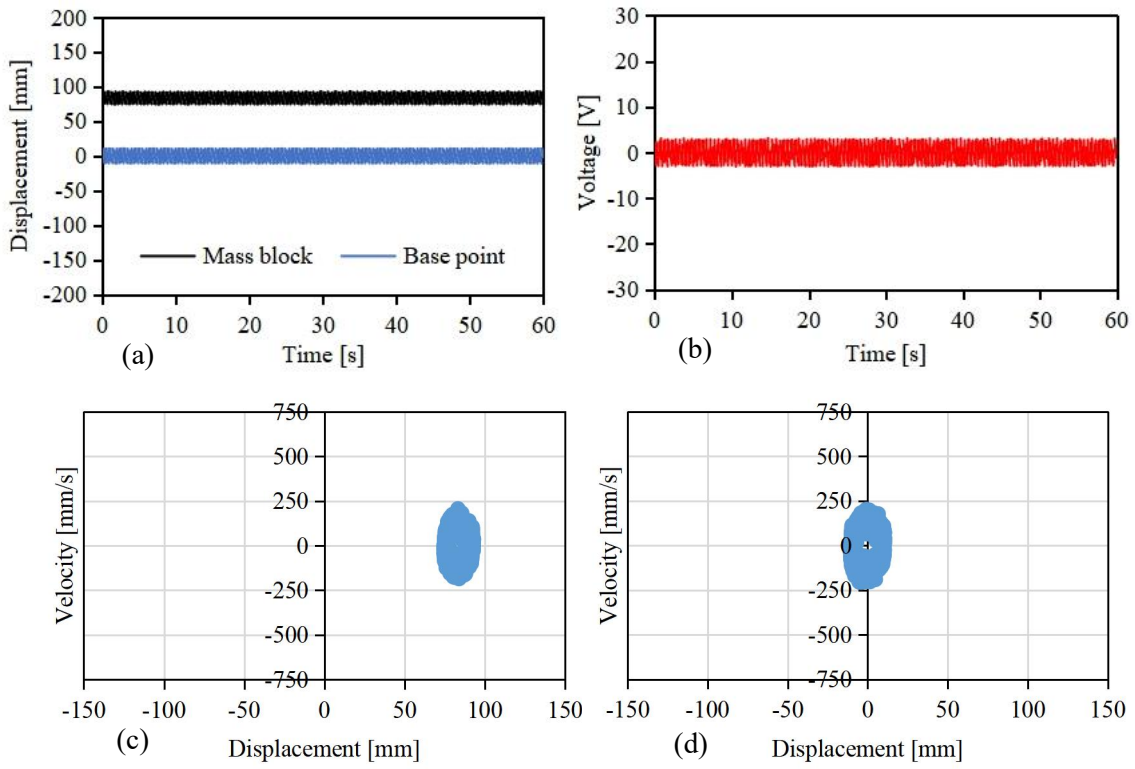 200
150
100
50
0
-50
-100
-150
-200
Displacement [mm]
Mass block
Base point
0 10 20 30 40 50 60
(a)
Time [s]
30
20
10
0
-10
-20
-30
Voltage [V]
0 10 20 30 40 50 60
(b)
Time [s]
750
500
250
0
-250
-500
-750
Velocity [mm/s]
-150 -100 -50 0 50 100 150
(c)
Displacement [mm]
750
500
250
0
-250
-500
-750
Velocity [mm/s]
-150 -100 -50 0 50 100 150
(d)
Displacement [mm]